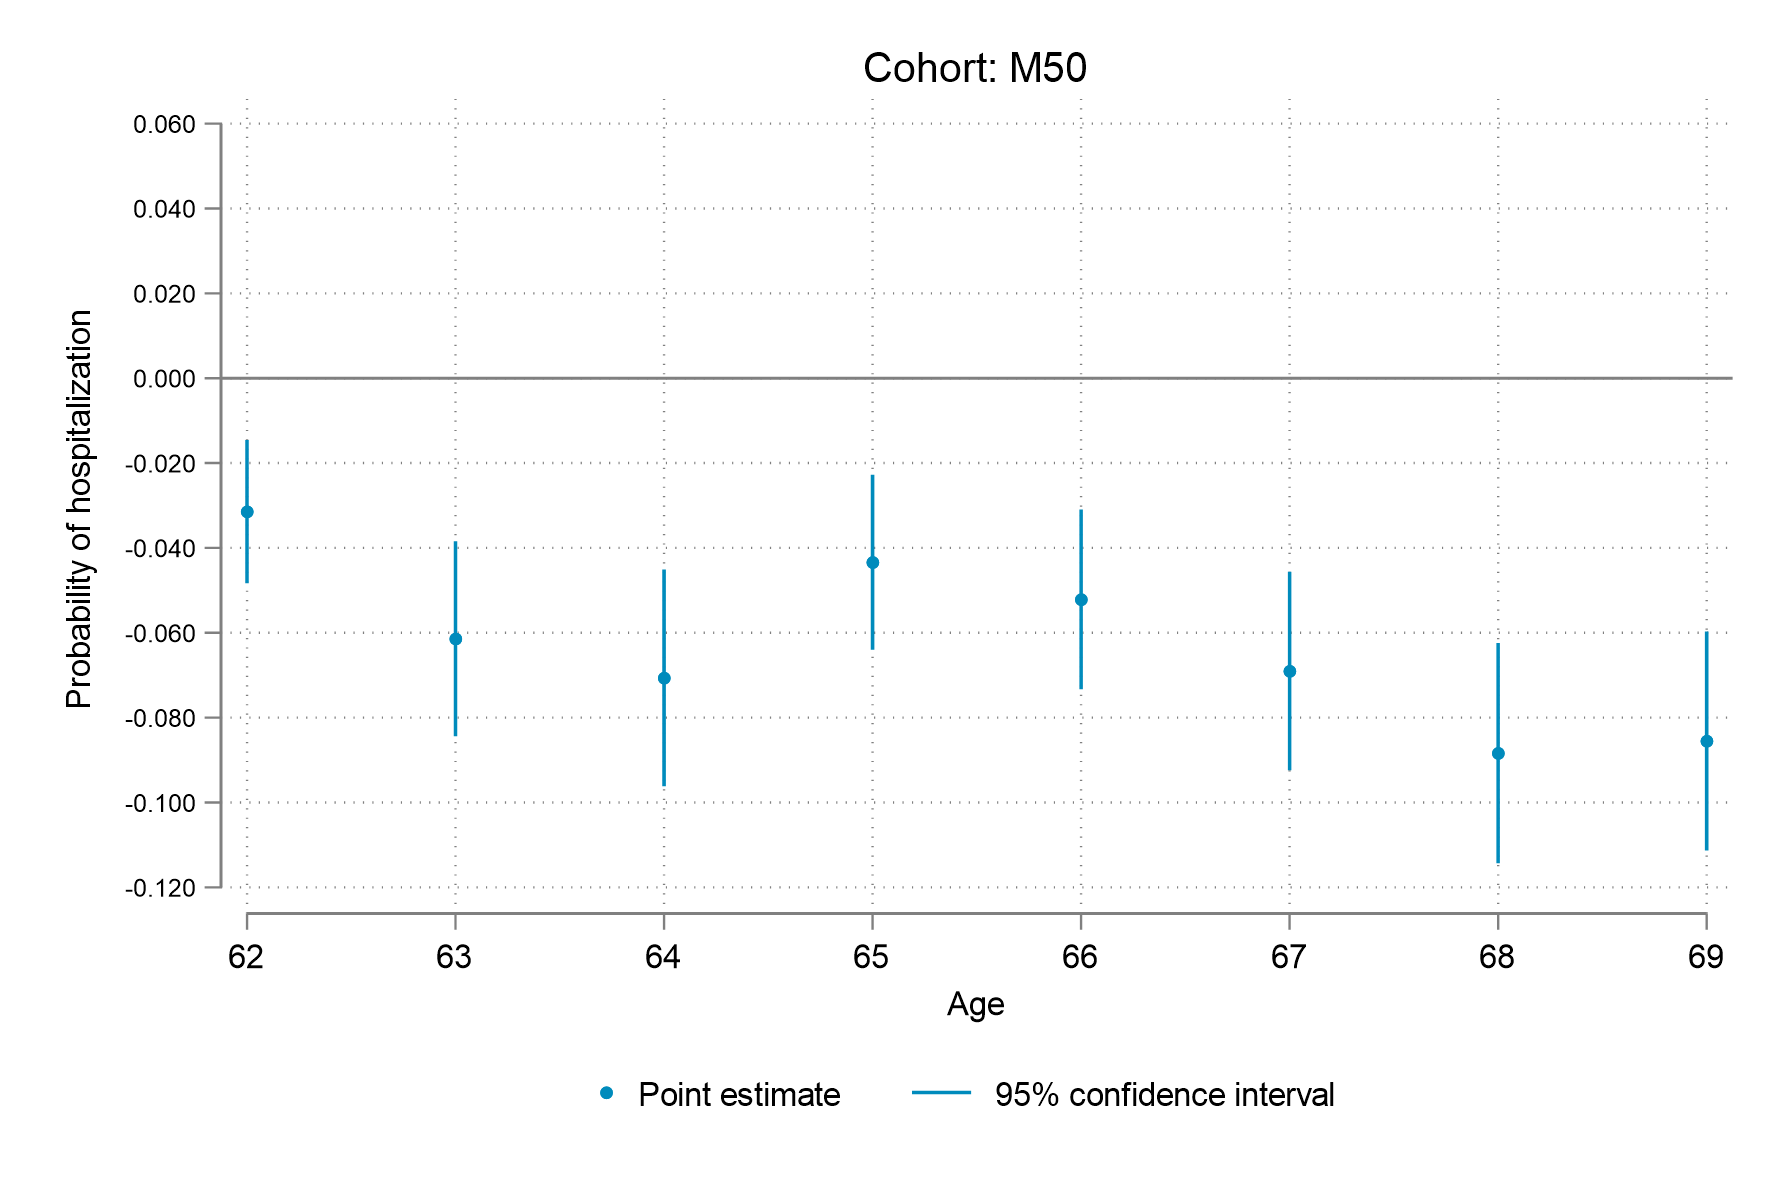 Cohort: M50
0.060
0.040
0.020
0.000
-0.020
-0.040
-0.060
-0.080
-0.100
-0.120
Probability of hospitalization
62 63 64 65 66 67 68 69
Age
Point estimate 95% confidence interval